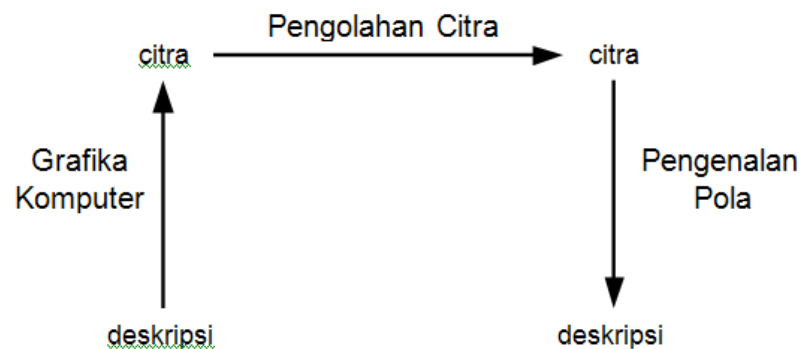 Pengolahan Citra
citra
citra
Grafika
Komputer
Pengenalan
Pola
deskripsi
deskripsi